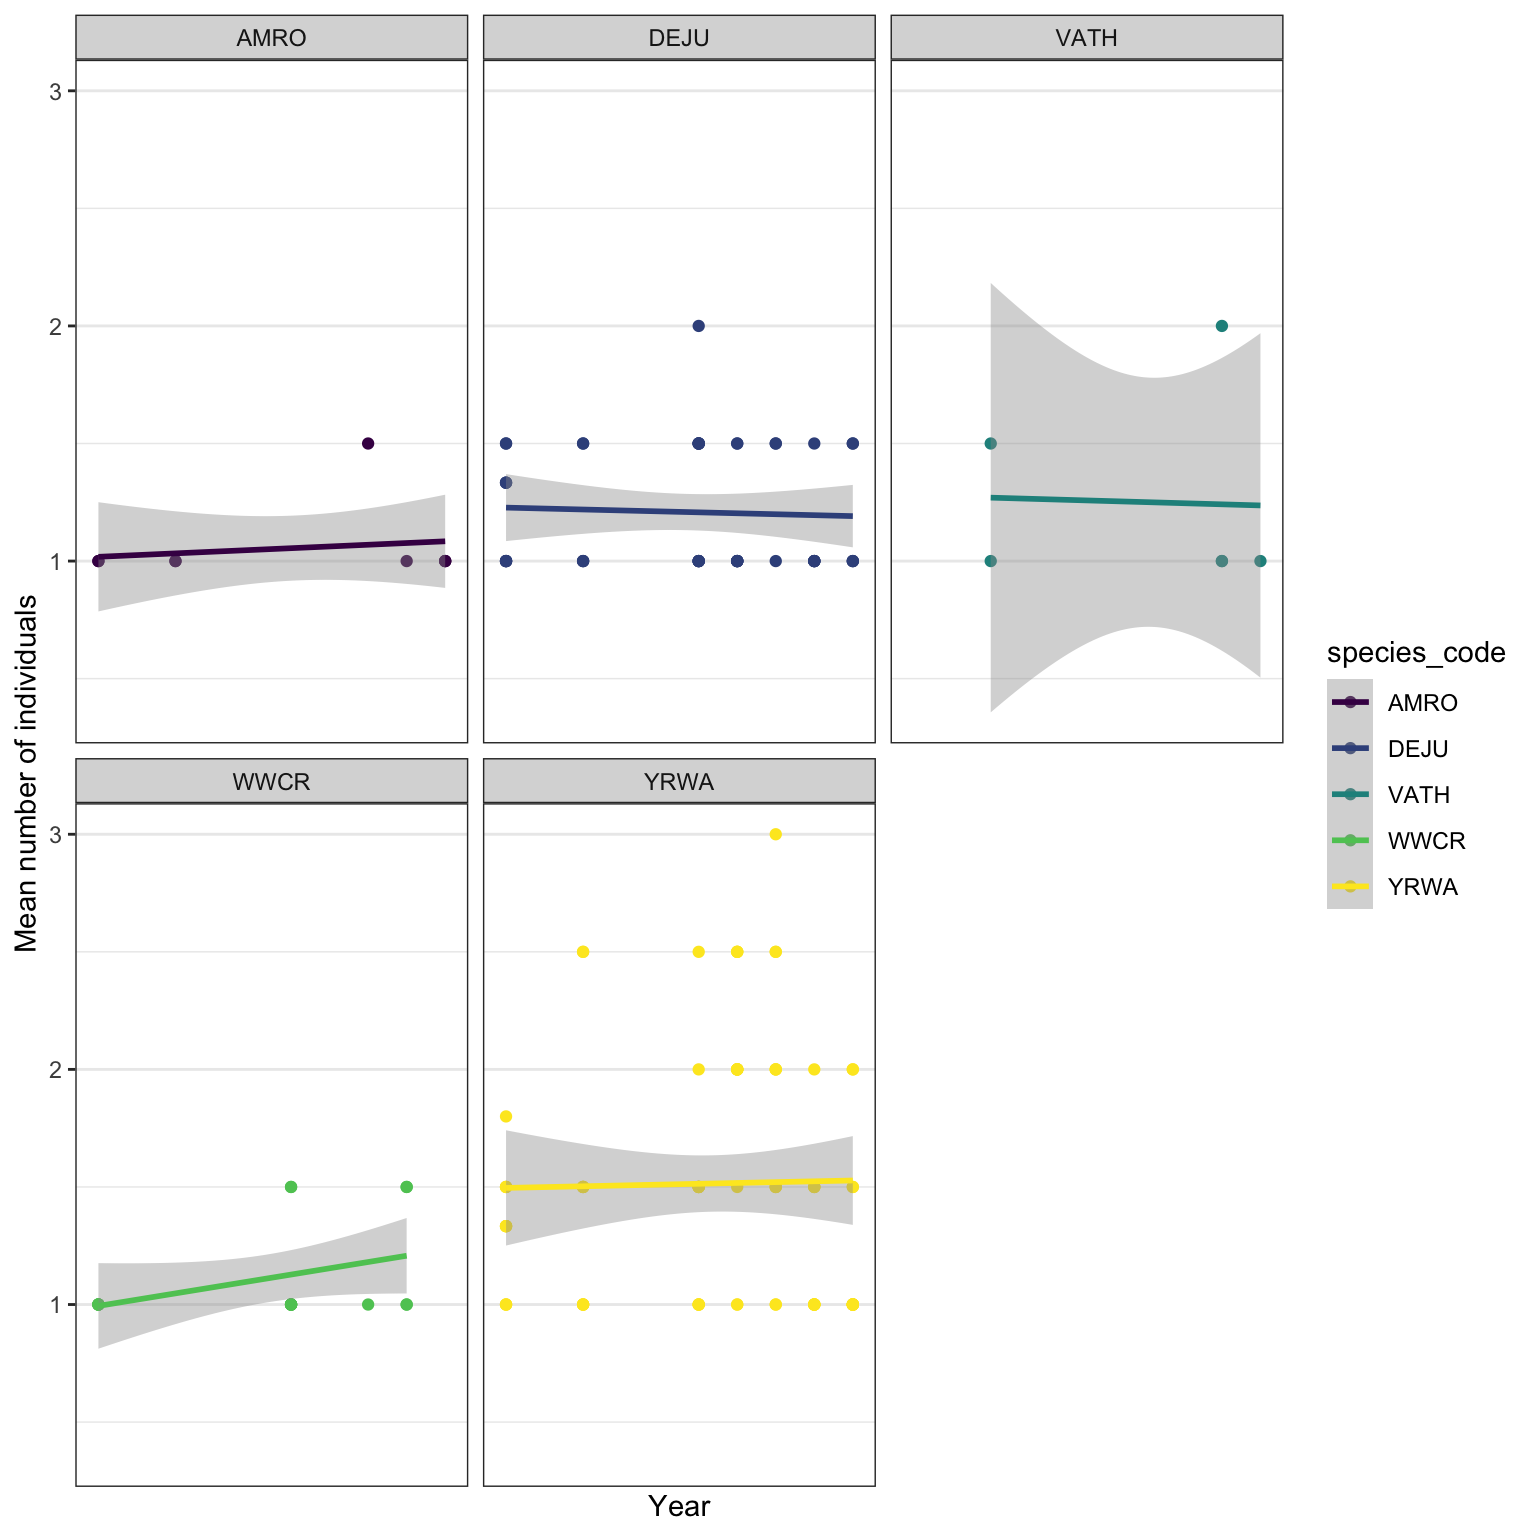 AMRO DEJU VATH
3
2
1
WWCR YRWA
3
2
1
Mean number of individuals
Year
species_code
AMRO
DEJU
VATH
WWCR
YRWA